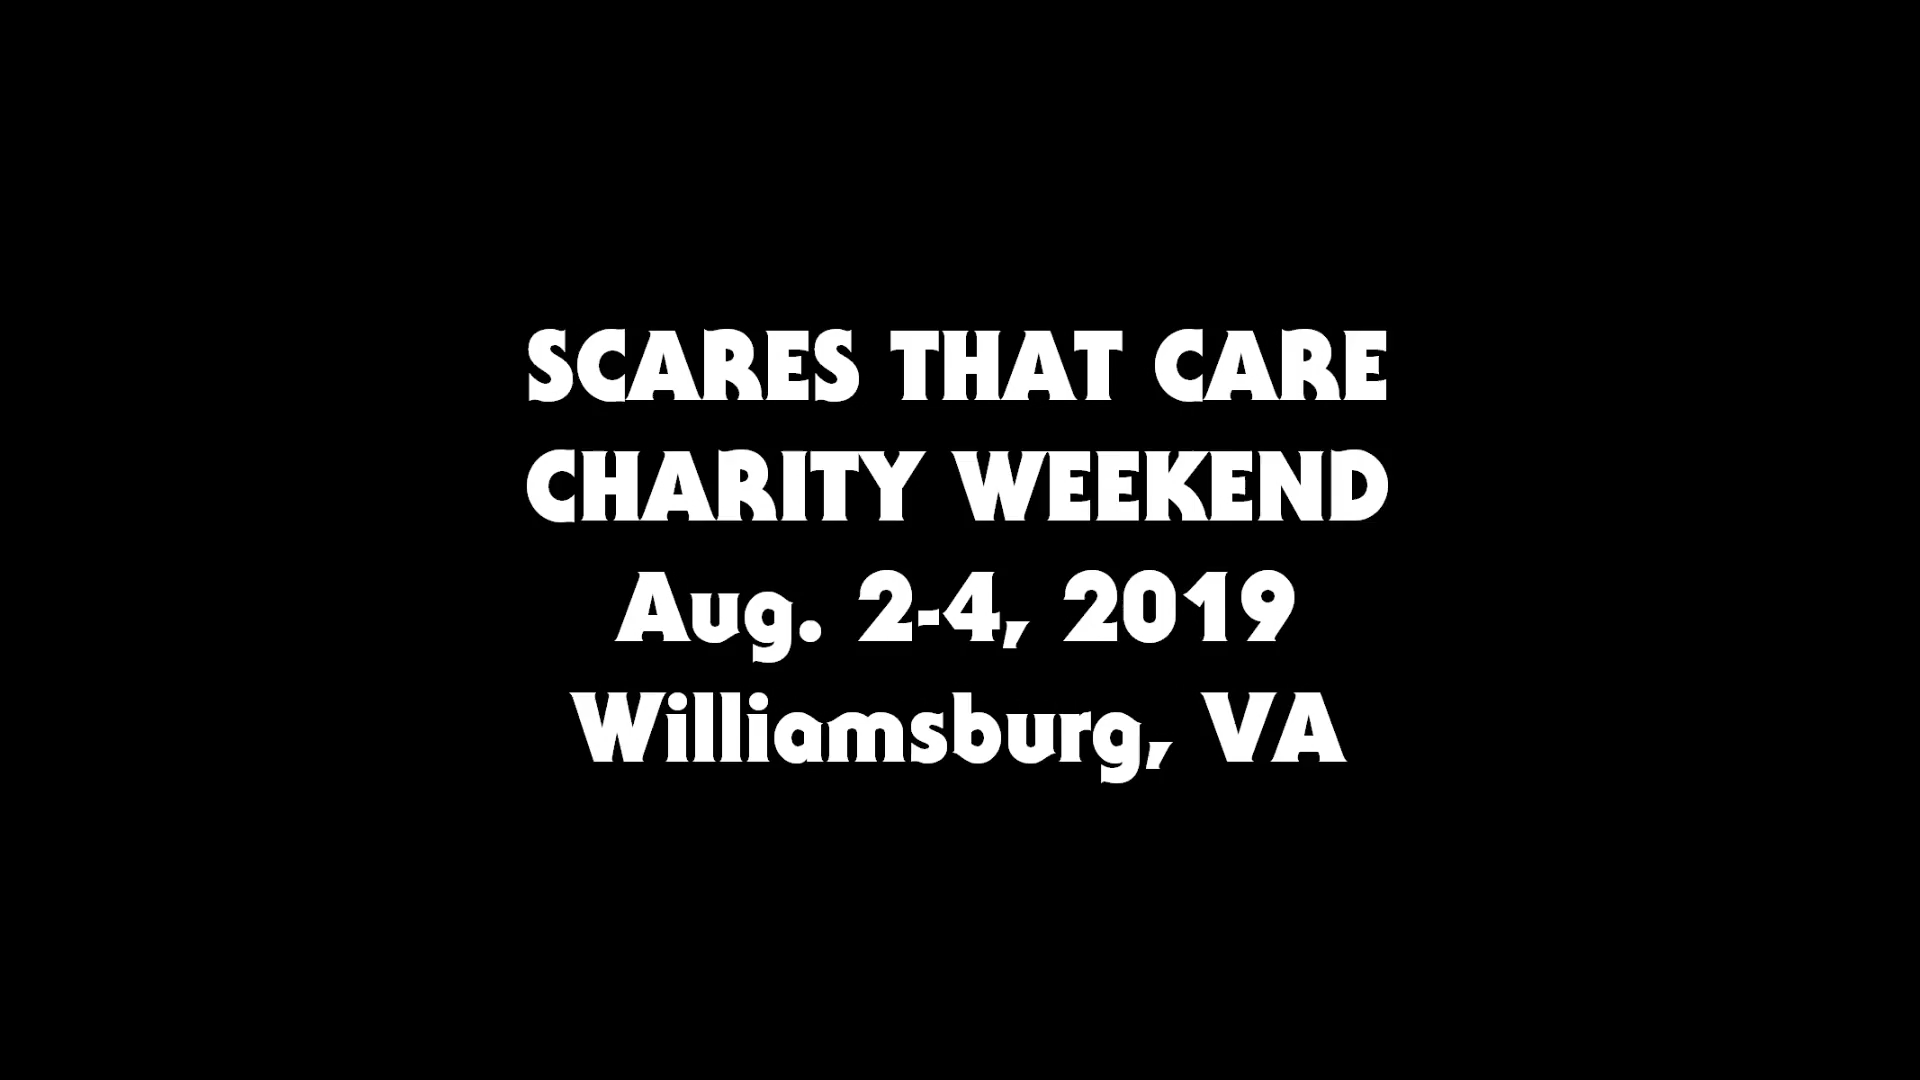 SCARES THAT CARE
CHARITY WEEKEND
Aug. 2-4, 2019
Williamsburg, VA